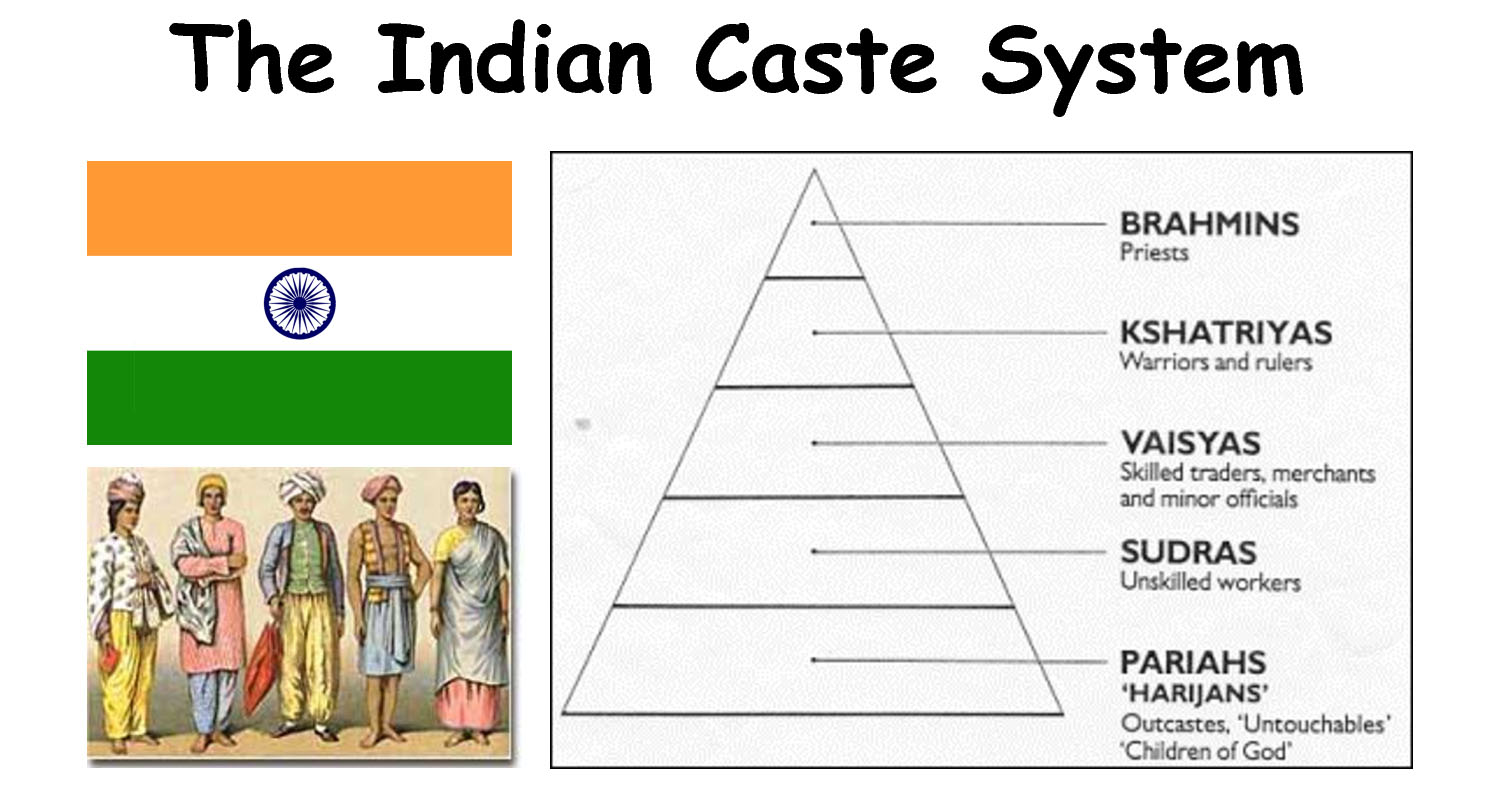 The Indian Caste System
BRAHMINS
Priests
KSHATRIYAS
Warriors and rulers
VAISYAS
Skilled traders, merchants
and minor officials
SUDRAS
Unskilled workers
PARIAHS
‘HARIJANS’
Outcastes, ‘Untouchables’
‘Children of God’